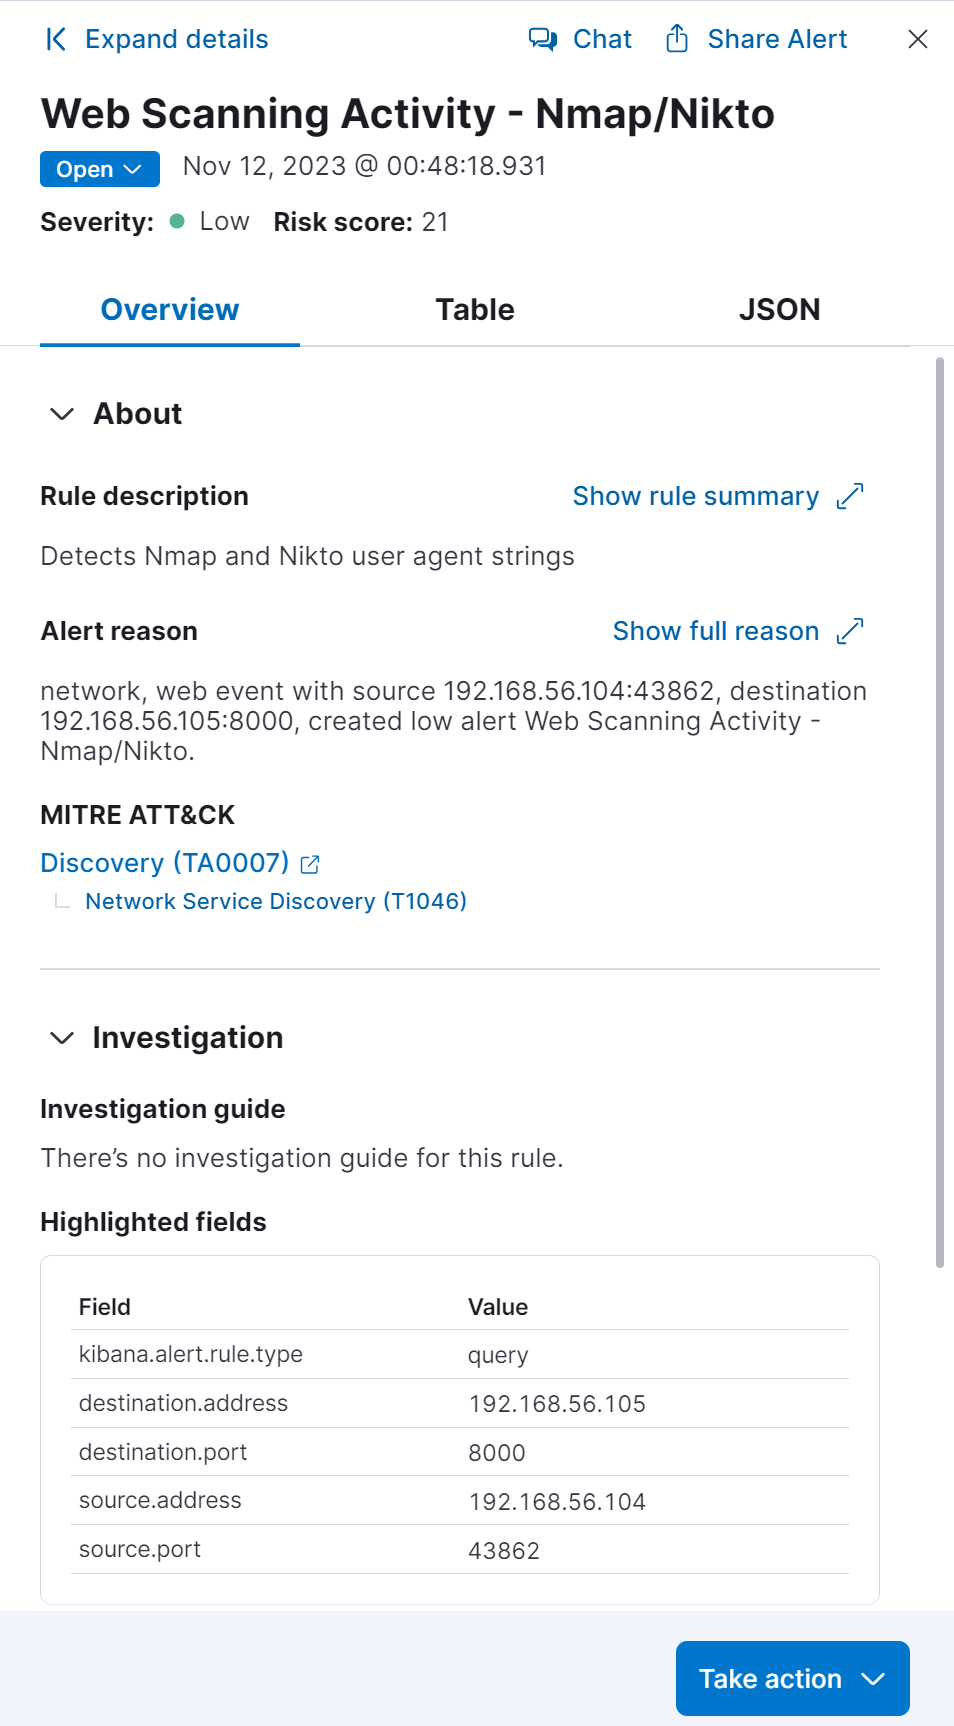 Expand details Chat Share Alert
Web Scanning Activity - Nmap/Nikto
Open Nov 12, 2023 @ 00:48:18.931
Severity: Low Risk score: 21
Overview Table JSON
About
Rule description Show rule summary
Detects Nmap and Nikto user agent strings
Alert reason Show full reason
network, web event with source 192.168.56.104:43862, destination
192.168.56.105:8000, created low alert Web Scanning Activity -
Nmap/Nikto.
MITRE ATT&CK
Discovery (TA0007)
Network Service Discovery (T1046)
Investigation
Investigation guide
There’s no investigation guide for this rule.
Highlighted fields
Field Value
kibana.alert.rule.type query
destination.address 192.168.56.105
destination.port 8000
source.address 192.168.56.104
source.port 43862
Take action